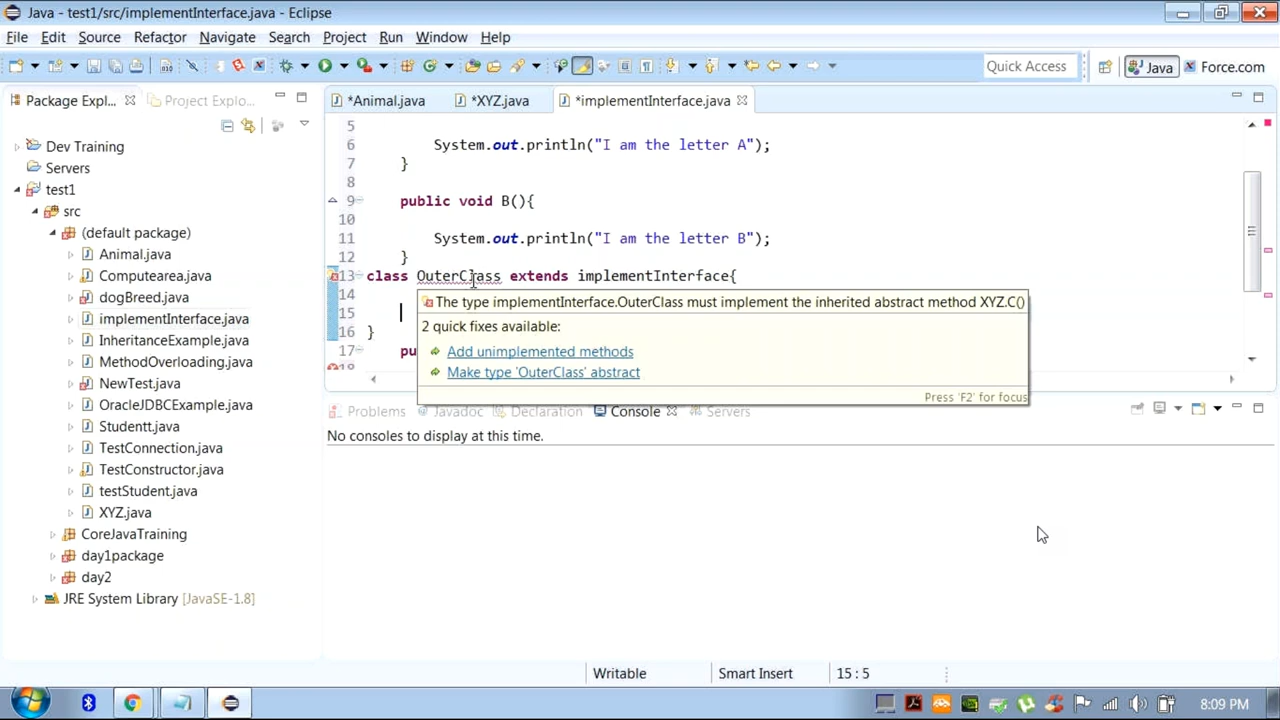 Java - test1/src/implementInterface.java - Eclipse
File Edit Source Refactor Navigate Search Project Run Window Help
Quick Access Java Force.com
Package Expl... Project Explo...
*Animal.java *XYZ.java *implementInterface.java
Dev Training
Servers
test1
src
(default package)
Animal.java
Computearea.java
dogBreed.java
implementInterface.java
InheritanceExample.java
MethodOverloading.java
NewTest.java
OracleJDBCExample.java
Studentt.java
TestConnection.java
TestConstructor.java
testStudent.java
XYZ.java
CoreJavaTraining
day1package
day2
JRE System Library [JavaSE-1.8]
5
6 System.out.println("I am the letter A");
7 }
8
9 public void B(){
10
11 System.out.println("I am the letter B");
12 }
13 class OuterClass extends implementInterface{
14
15
16 }
17 pu
18
The type implementInterface.OuterClass must implement the inherited abstract method XYZ.C()
2 quick fixes available:
Add unimplemented methods
Make type 'OuterClass' abstract
Press 'F2' for focus
Problems Javadoc Declaration Console Servers
No consoles to display at this time.
Writable Smart Insert 15 : 5
8:09 PM